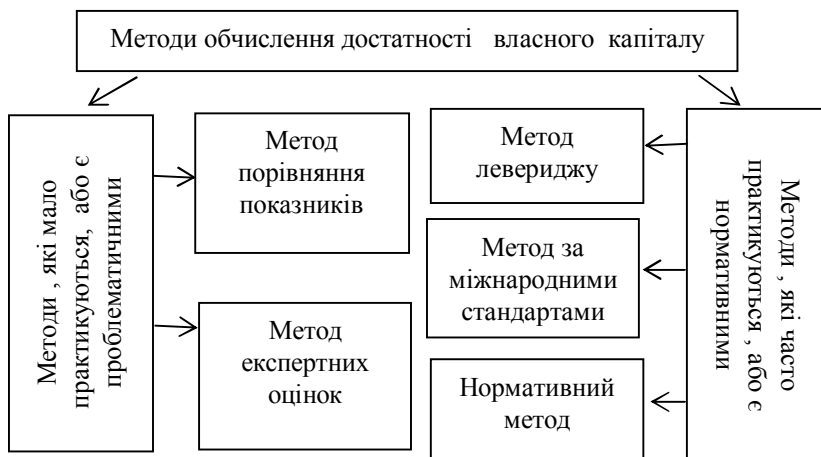 Методи обчислення достатності власного капіталу
Методи , які мало
практикуються, або є
проблематичними
Метод
порівняння
показників
Метод
експертних
оцінок
Метод
левериджу
Метод за
міжнародними
стандартами
Нормативний
метод
Методи , які часто
практикуються , або є
нормативними